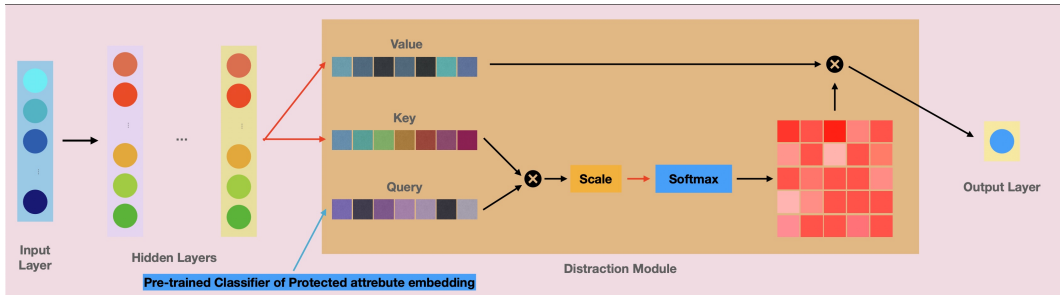 Value
Key
Query
Scale
Softmax
Input
Layer
Hidden Layers
...
Pre-trained Classifier of Protected attrebute embedding
Distraction Module
Output Layer